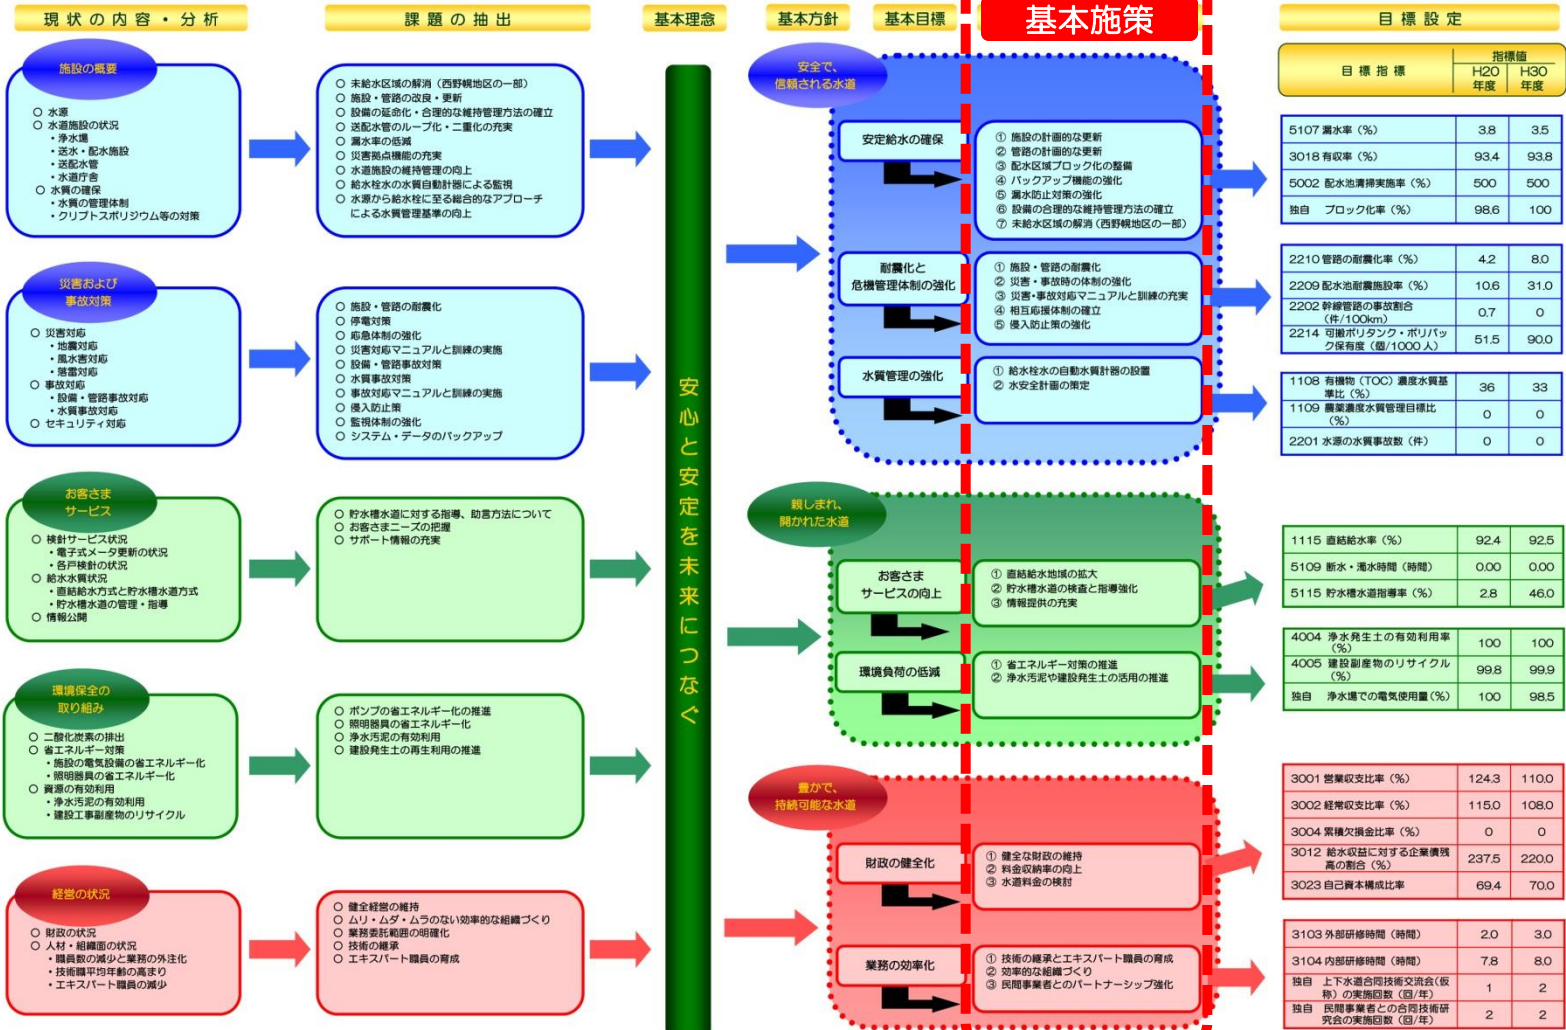 現状の内容・分析
課題の抽出
基本理念
基本方針
基本目標
基本施策
目標設定
施設の概要
○ 水源
○ 水道施設の状況
・浄水場
・送水・配水施設
・送配水管
・水道庁舎
○ 水質の確保
・水質の管理体制
・クリプトスポリジウム等の対策
災害および
事故対策
○ 災害対応
・地震対応
・風水害対応
・落雷対応
○ 事故対応
・設備・管路事故対応
・水質事故対応
○ セキュリティ対応
お客さま
サービス
○ 検針サービス状況
・電子式メータ更新の状況
・各戸検針の状況
○ 給水水質状況
・直結給水方式と貯水槽水道方式
・貯水槽水道の管理・指導
○ 情報公開
環境保全の
取り組み
○ 二酸化炭素の排出
○ 省エネルギー対策
・施設の電気設備の省エネルギー化
・照明器具の省エネルギー化
○ 資源の有効利用
・浄水汚泥の有効利用
・建設工事副産物のリサイクル
経営の状況
○ 財政の状況
○ 人材・組織面の状況
・職員数の減少と業務の外注化
・技術職平均年齢の高まり
・エキスパート職員の減少
○ 未給水区域の解消（西野幌地区の一部）
○ 施設・管路の改良・更新
○ 設備の延命化・合理的な維持管理方法の確立
○ 送配水管のループ化・二重化の充実
○ 漏水率の低減
○ 災害拠点機能の充実
○ 水道施設の維持管理の向上
○ 給水栓水の水質自動計器による監視
○ 水源から給水栓に至る総合的なアプローチ
による水質管理基準の向上
○ 施設・管路の耐震化
○ 停電対策
○ 応急体制の強化
○ 災害対応マニュアルと訓練の実施
○ 設備・管路事故対策
○ 水質事故対策
○ 事故対応マニュアルと訓練の実施
○ 侵入防止策
○ 監視体制の強化
○ システム・データのバックアップ
○ 貯水槽水道に対する指導、助言方法について
○ お客さまニーズの把握
○ サポート情報の充実
○ ポンプの省エネルギー化の推進
○ 照明器具の省エネルギー化
○ 浄水汚泥の有効利用
○ 建設発生土の再生利用の推進
○ 健全経営の維持
○ ムリ・ムダ・ムラのない効率的な組織づくり
○ 業務委託範囲の明確化
○ 技術の継承
○ エキスパート職員の育成
安心と安定を未来につなぐ
安全で、
信頼される水道
安定給水の確保
① 施設の計画的な更新
② 管路の計画的な更新
③ 配水区域ブロック化の整備
④ バックアップ機能の強化
⑤ 漏水防止対策の強化
⑥ 設備の合理的な維持管理方法の確立
⑦ 未給水区域の解消（西野幌地区の一部）
耐震化と
危機管理体制の強化
① 施設・管路の耐震化
② 災害・事故時の体制の強化
③ 災害・事故対応マニュアルと訓練の充実
④ 相互応援体制の確立
⑤ 侵入防止策の強化
水質管理の強化
① 給水栓水の自動水質計器の設置
② 水安全計画の策定
親しまれ、
開かれた水道
お客さま
サービスの向上
① 直結給水地域の拡大
② 貯水槽水道の検査と指導強化
③ 情報提供の充実
環境負荷の低減
① 省エネルギー対策の推進
② 浄水汚泥や建設発生土の活用の推進
豊かで、
持続可能な水道
財政の健全化
① 健全な財政の維持
② 料金収納率の向上
③ 水道料金の検討
業務の効率化
① 技術の継承とエキスパート職員の育成
② 効率的な組織づくり
③ 民間事業者とのパートナーシップ強化
目標指標 指標値
H20年度 H30年度
5107 漏水率（%） 3.8 3.5
3018 有収率（%） 93.4 93.8
5002 配水池清掃実施率（%） 500 500
独自 ブロック化率（%） 98.6 100
2210 管路の耐震化率（%） 4.2 8.0
2209 配水池耐震施設率（%） 10.6 31.0
2202 幹線管路の事故割合
（件/100km） 0.7 0
2214 可搬ポリタンク・ポリパッ
ク保有度（個/1000人） 51.5 90.0
1108 有機物（TOC）濃度水質基
準比（%） 36 33
1109 農薬濃度水質管理目標比
（%） 0 0
2201 水源の水質事故数（件） 0 0
1115 直結給水率（%） 92.4 92.5
5109 断水・濁水時間（時間） 0.00 0.00
5115 貯水槽水道指導率（%） 2.8 46.0
4004 浄水発生土の有効利用率
（%） 100 100
4005 建設副産物のリサイクル
（%） 99.8 99.9
独自 浄水場での電気使用量（%） 100 98.5
3001 営業収支比率（%） 124.3 110.0
3002 経常収支比率（%） 115.0 108.0
3004 累積欠損金比率（%） 0 0
3012 給水収益に対する企業債残
高の割合（%） 237.5 220.0
3023 自己資本構成比率 69.4 70.0
3103 外部研修時間（時間） 2.0 3.0
3104 内部研修時間（時間） 7.8 8.0
独自 上下水道合同技術交流会(仮
称）の実施回数（回/年） 1 2
独自 民間事業者との合同技術研
究会の実施回数（回/年） 2 2